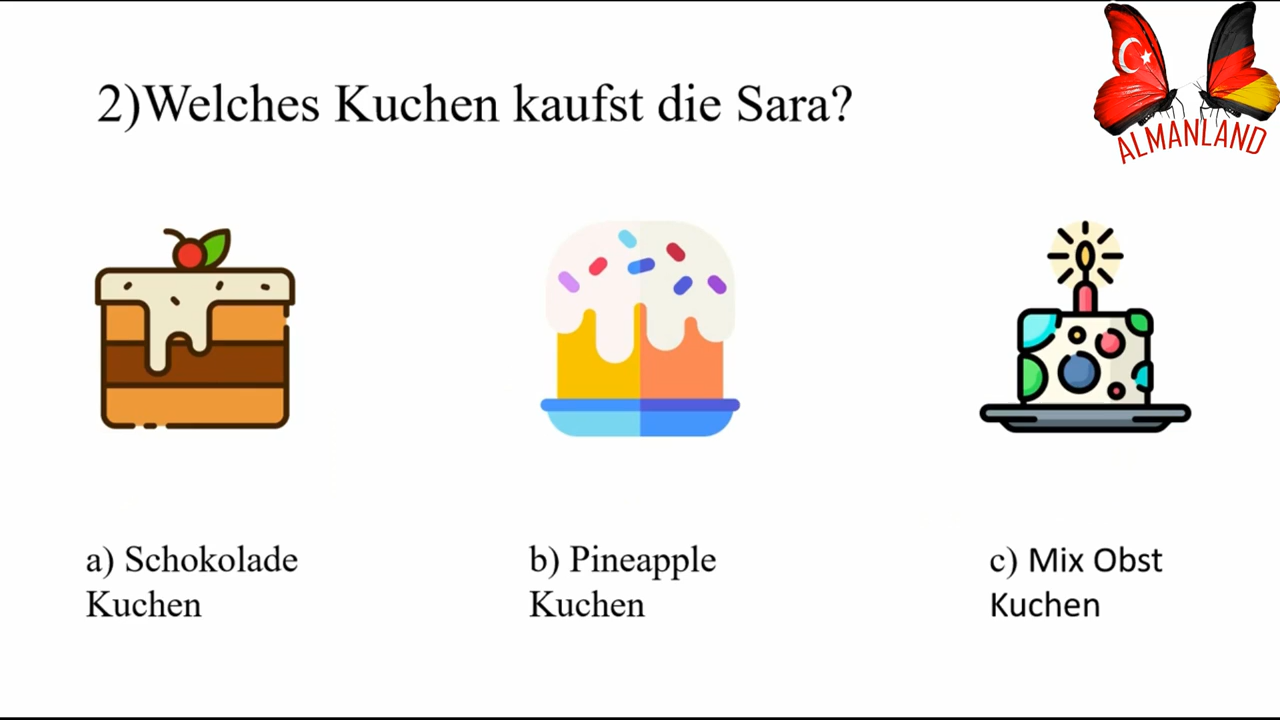 2)Welches Kuchen kaufst die Sara?
ALMANLAND
a) Schokolade
Kuchen
b) Pineapple
Kuchen
c) Mix Obst
Kuchen